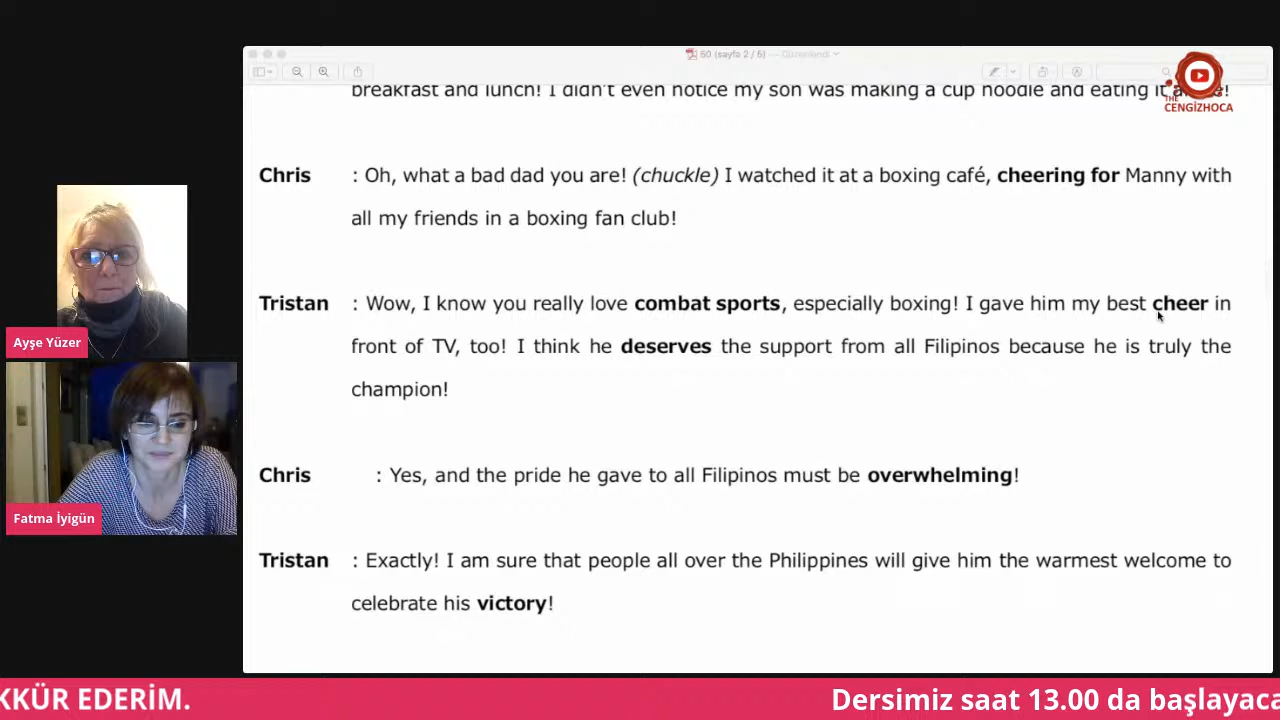 50 (sayfa 2 / 5) — Düzenlendi
THE
CENGİZHOCA
breakfast and lunch! I didn't even notice my son was making a cup noodle and eating it
Chris : Oh, what a bad dad you are! (chuckle) I watched it at a boxing café, cheering for Manny with
all my friends in a boxing fan club!
Tristan : Wow, I know you really love combat sports, especially boxing! I gave him my best cheer in
front of TV, too! I think he deserves the support from all Filipinos because he is truly the
champion!
Chris : Yes, and the pride he gave to all Filipinos must be overwhelming!
Tristan : Exactly! I am sure that people all over the Philippines will give him the warmest welcome to
celebrate his victory!
Ayşe Yüzer
Fatma İyigün
KKÜR EDERİM. Dersimiz saat 13.00 da başlayaca